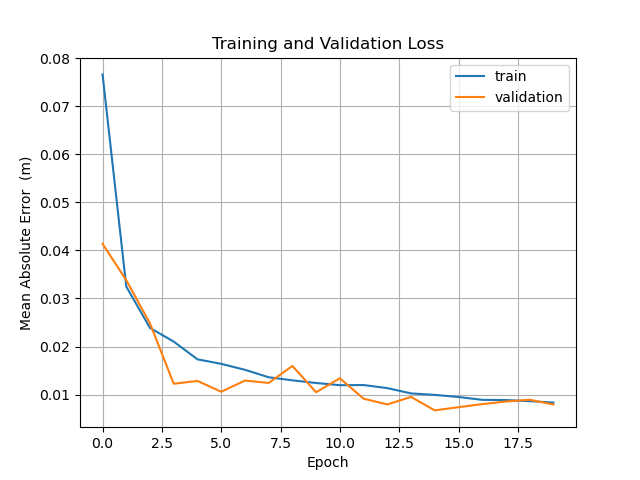 Training and Validation Loss
train
validation
Mean Absolute Error (m)
0.08
0.07
0.06
0.05
0.04
0.03
0.02
0.01
0.0 2.5 5.0 7.5 10.0 12.5 15.0 17.5
Epoch